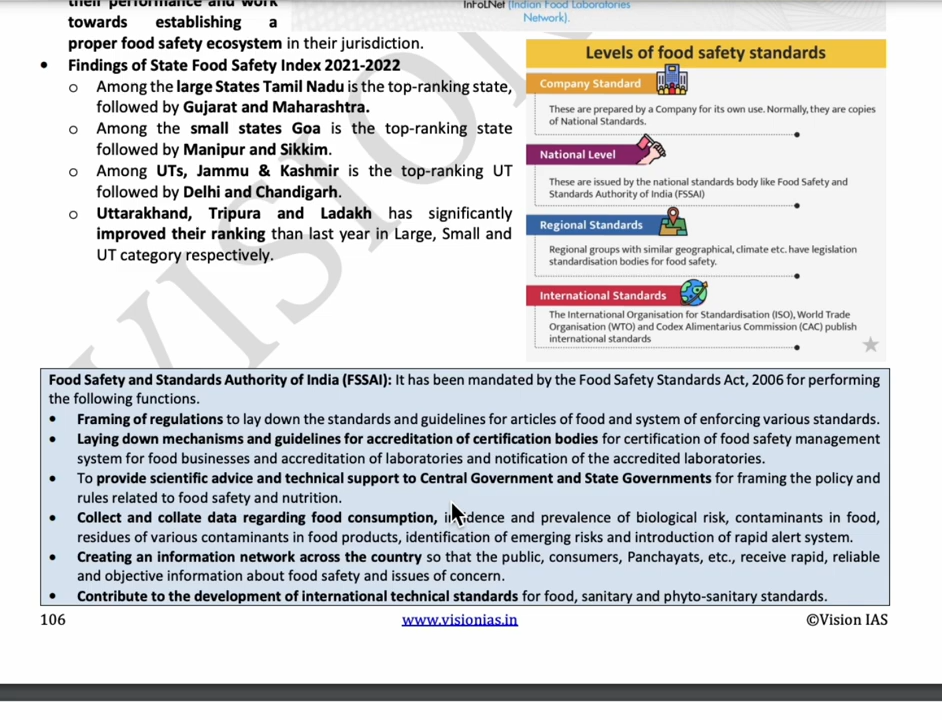 their performance and work
towards establishing a
proper food safety ecosystem in their jurisdiction.
• Findings of State Food Safety Index 2021-2022
o Among the large States Tamil Nadu is the top-ranking state,
followed by Gujarat and Maharashtra.
o Among the small states Goa is the top-ranking state
followed by Manipur and Sikkim.
o Among UTs, Jammu & Kashmir is the top-ranking UT
followed by Delhi and Chandigarh.
o Uttarakhand, Tripura and Ladakh has significantly
improved their ranking than last year in Large, Small and
UT category respectively.
InFoLNet (Indian Food Laboratories
Network).
Levels of food safety standards
Company Standard
These are prepared by a Company for its own use. Normally, they are copies
of National Standards.
National Level
These are issued by the national standards body like Food Safety and
Standards Authority of India (FSSAI)
Regional Standards
Regional groups with similar geographical, climate etc. have legislation
standardisation bodies for food safety.
International Standards
The International Organisation for Standardisation (ISO), World Trade
Organisation (WTO) and Codex Alimentarius Commission (CAC) publish
international standards
VISION
Food Safety and Standards Authority of India (FSSAI): It has been mandated by the Food Safety Standards Act, 2006 for performing
the following functions.
• Framing of regulations to lay down the standards and guidelines for articles of food and system of enforcing various standards.
• Laying down mechanisms and guidelines for accreditation of certification bodies for certification of food safety management
system for food businesses and accreditation of laboratories and notification of the accredited laboratories.
• To provide scientific advice and technical support to Central Government and State Governments for framing the policy and
rules related to food safety and nutrition.
• Collect and collate data regarding food consumption, incidence and prevalence of biological risk, contaminants in food,
residues of various contaminants in food products, identification of emerging risks and introduction of rapid alert system.
• Creating an information network across the country so that the public, consumers, Panchayats, etc., receive rapid, reliable
and objective information about food safety and issues of concern.
• Contribute to the development of international technical standards for food, sanitary and phyto-sanitary standards.
106
www.visionias.in
©Vision IAS